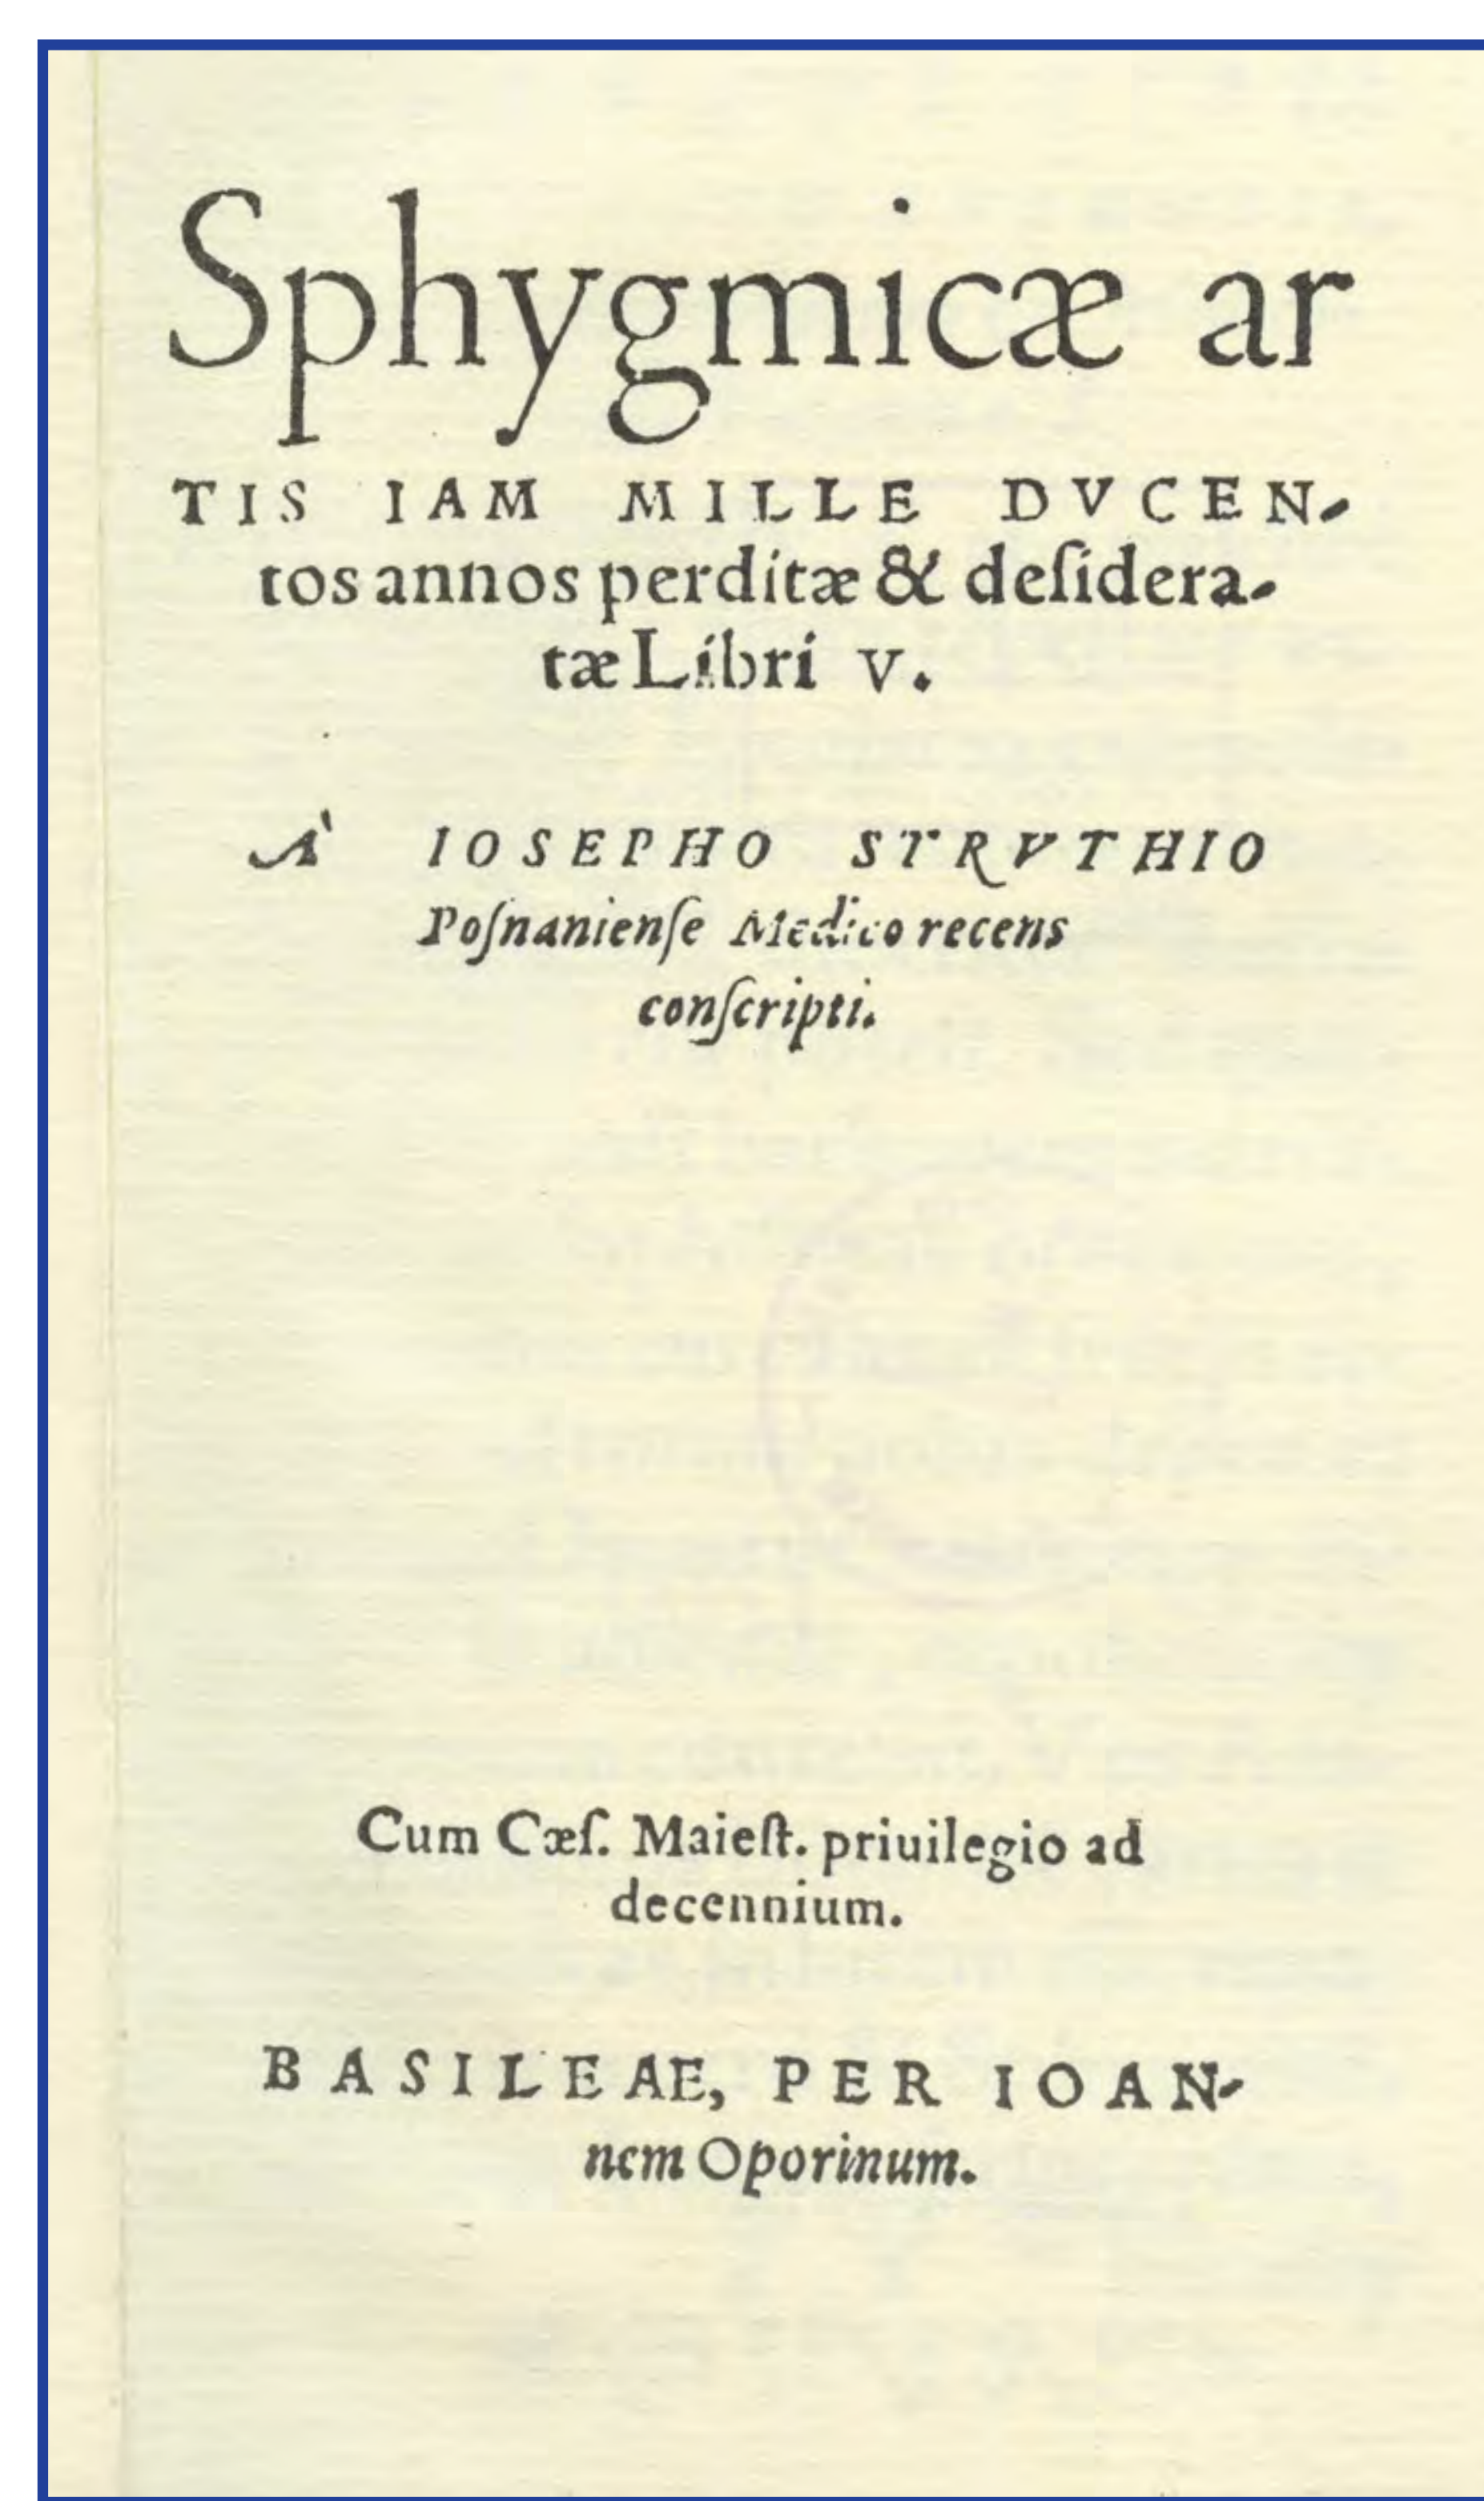 Sphygmicæ ar
TIS IAM MILLE DVCEN-
tos annos perditæ & deſidera-
tæ Libri V.
À IOSEPHO STRVTHIO
Poſnanienſe Medico recens
conſcripti.
Cum Cæſ. Maieſt. priuilegio ad
decennium.
BASILEAE, PER IOAN-
nem Oporinum.